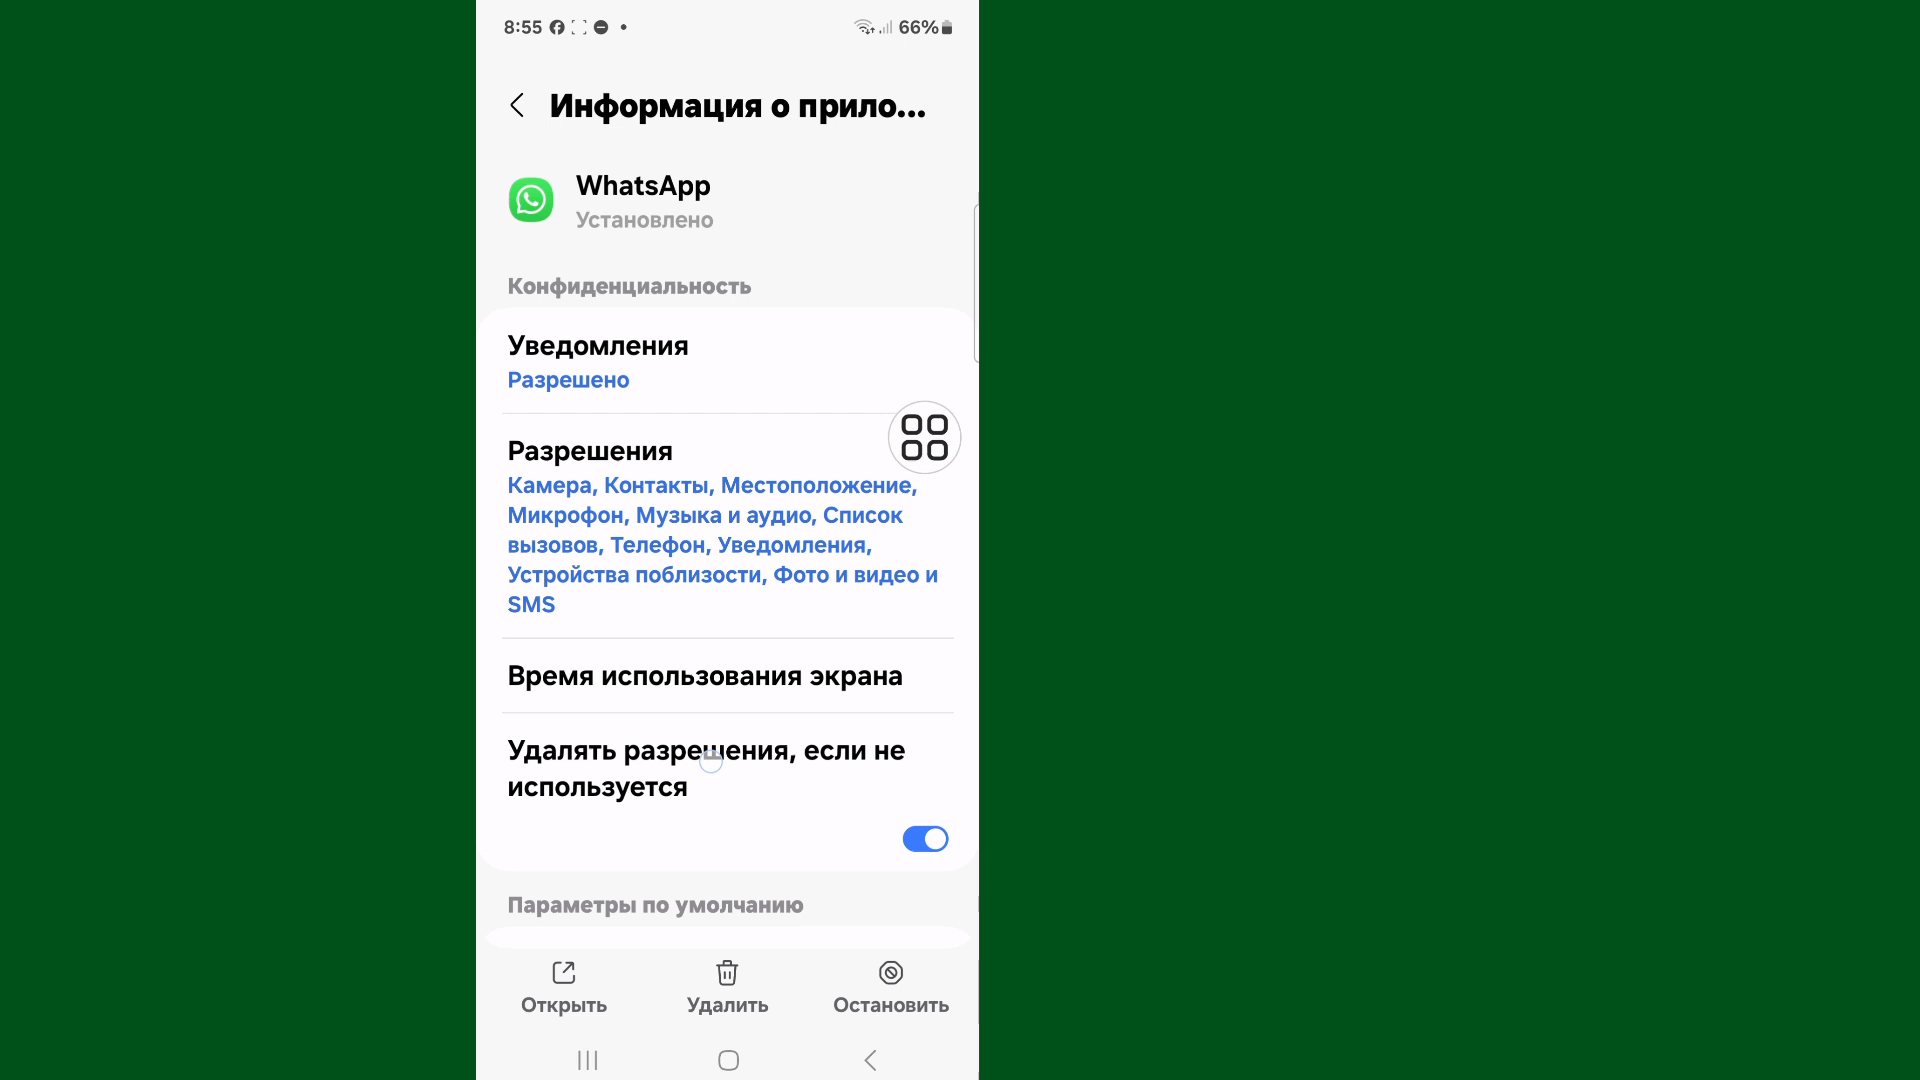 8:55
66%
Информация о прило...
WhatsApp
Установлено
Конфиденциальность
Уведомления
Разрешено
Разрешения
Камера, Контакты, Местоположение,
Микрофон, Музыка и аудио, Список
вызовов, Телефон, Уведомления,
Устройства поблизости, Фото и видео и
SMS
Время использования экрана
Удалять разрешения, если не
используется
Параметры по умолчанию
Открыть
Удалить
Остановить